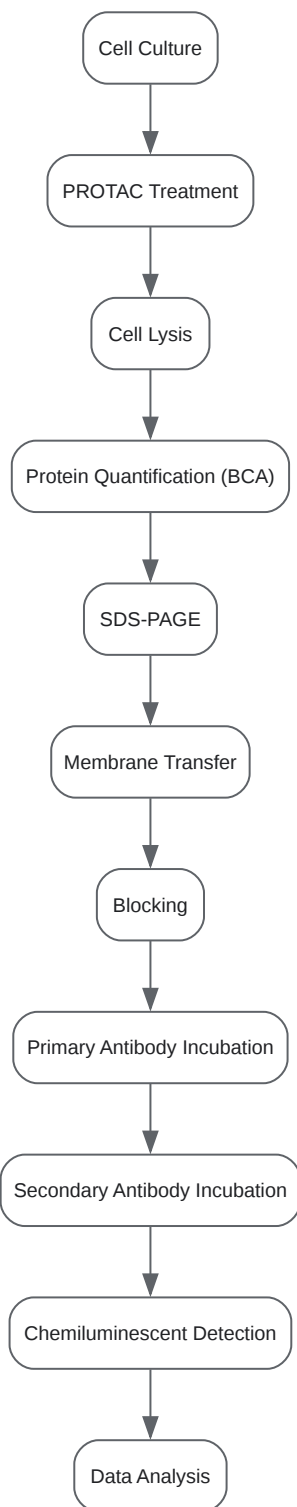 Cell Culture
PROTAC Treatment
Cell Lysis
Protein Quantification (BCA)
SDS-PAGE
Membrane Transfer
Blocking
Primary Antibody Incubation
Secondary Antibody Incubation
Chemiluminescent Detection
Data Analysis